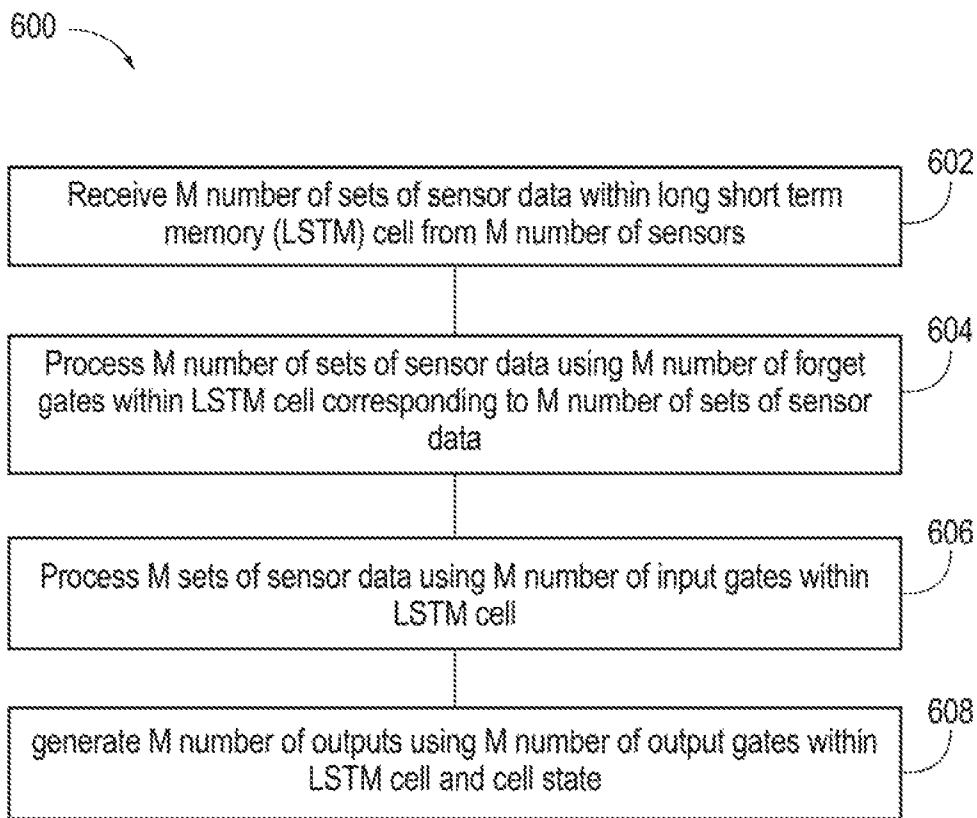 600
602
Receive M number of sets of sensor data within long short term
memory (LSTM) cell from M number of sensors
604
Process M number of sets of sensor data using M number of forget
gates within LSTM cell corresponding to M number of sets of sensor
data
606
Process M sets of sensor data using M number of input gates within
LSTM cell
608
generate M number of outputs using M number of output gates within
LSTM cell and cell state